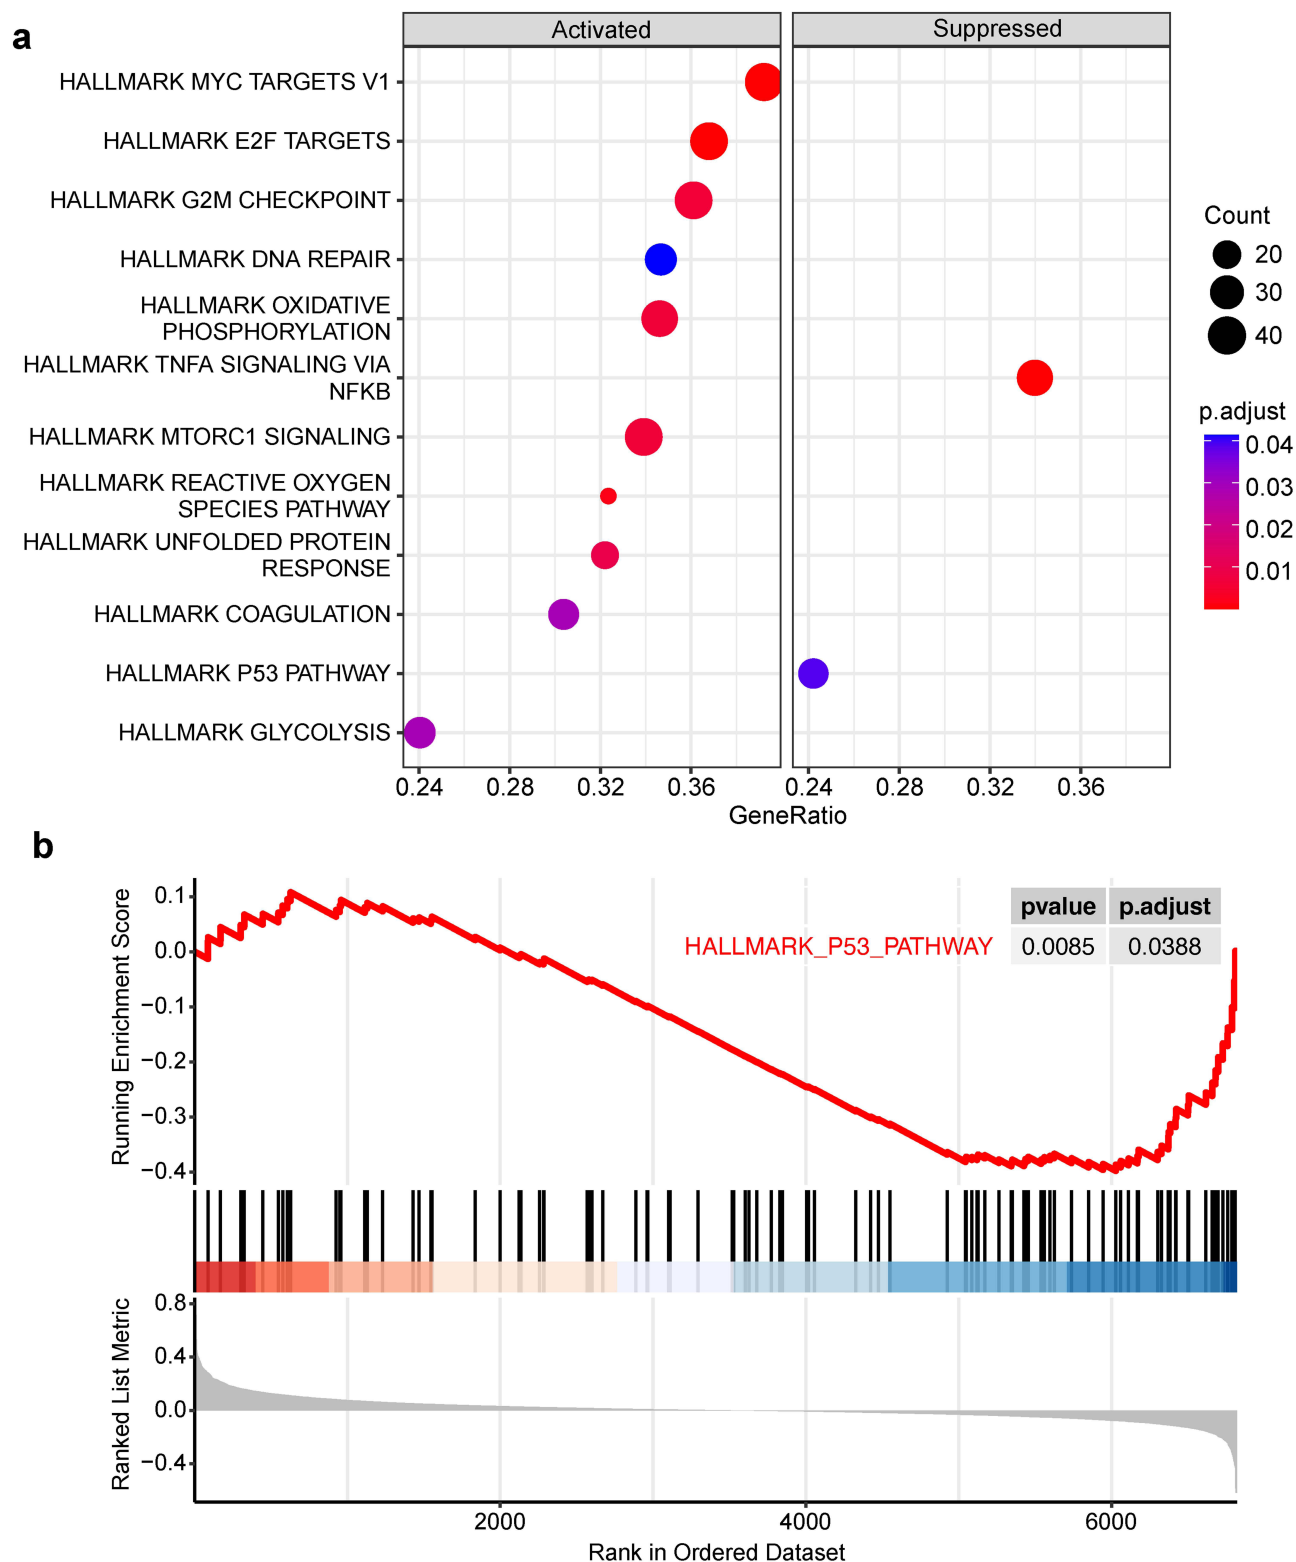 a
Activated
Suppressed
HALLMARK MYC TARGETS V1
HALLMARK E2F TARGETS
HALLMARK G2M CHECKPOINT
HALLMARK DNA REPAIR
HALLMARK OXIDATIVE
PHOSPHORYLATION
HALLMARK TNFA SIGNALING VIA
NFKB
HALLMARK MTORC1 SIGNALING
HALLMARK REACTIVE OXYGEN
SPECIES PATHWAY
HALLMARK UNFOLDED PROTEIN
RESPONSE
HALLMARK COAGULATION
HALLMARK P53 PATHWAY
HALLMARK GLYCOLYSIS
0.24 0.28 0.32 0.36
0.24 0.28 0.32 0.36
GeneRatio
Count
20
30
40
p.adjust
0.04
0.03
0.02
0.01
b
Running Enrichment Score
0.1
0.0
−0.1
−0.2
−0.3
−0.4
pvalue p.adjust
HALLMARK_P53_PATHWAY 0.0085 0.0388
Ranked List Metric
0.8
0.4
0.0
−0.4
2000 4000 6000
Rank in Ordered Dataset